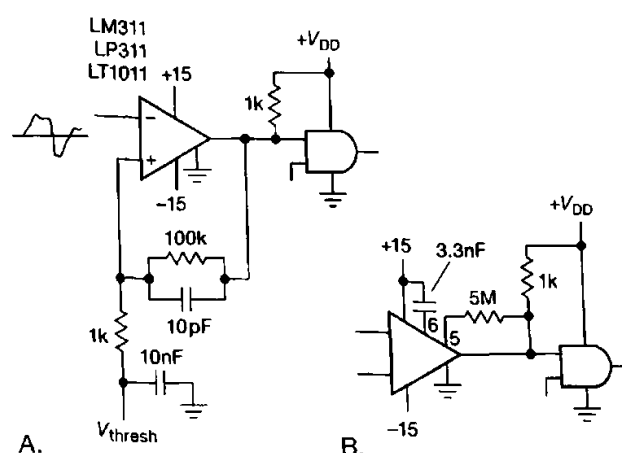 LM311
LP311
LT1011
+15
−
+
−15
1k
+V_DD
100k
10pF
1k
10nF
V_thresh
A.
+15
3.3nF
6
5
5M
1k
+V_DD
−15
B.